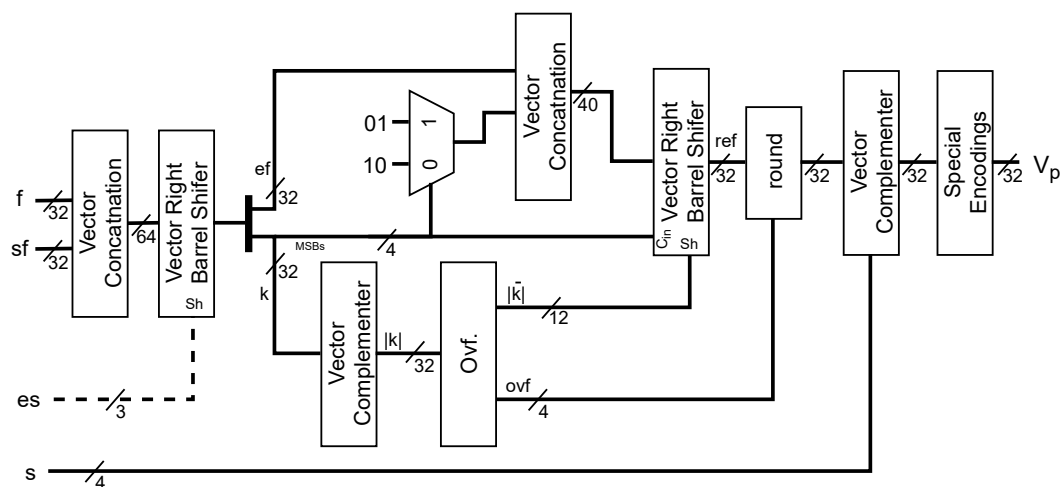 f
32
sf
32
Vector
Concatnation
64
Vector Right
Barrel Shifer
Sh
es
3
s
4
ef
32
MSBs
4
32
k
01
10
1
0
Vector
Concatnation
40
Vector
Complementer
|k|
32
Ovf.
|k̄|
12
ovf
4
Vector Right
Barrel Shifer
Cin
Sh
ref
32
round
32
Vector
Complementer
32
Special
Encodings
32
Vp